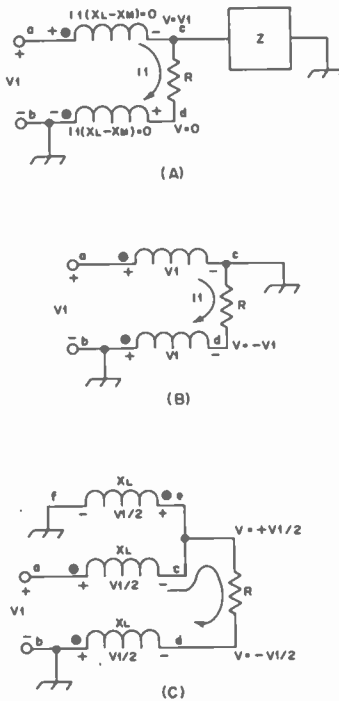 I1(XL-XM)=0
V=V1
a
+
-
c
Z
+
V1
I1
R
-
b
-
+
d
I1(XL-XM)=0
V=0
(A)
a
c
+
V1
-
V1
I1
R
-
b
d
V=-V1
+
V1
-
(B)
XL
f
e
-
V1/2
+
V=+V1/2
XL
a
c
+
V1/2
-
V1
R
XL
-
b
d
+
V1/2
-
V=-V1/2
(C)